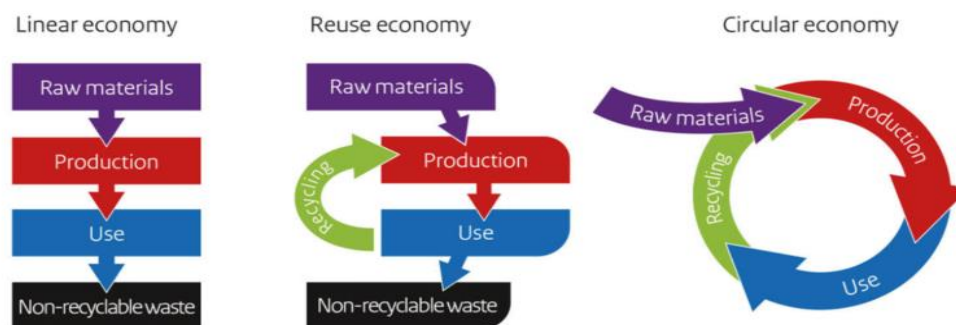 Linear economy
Raw materials
Production
Use
Non-recyclable waste
Reuse economy
Raw materials
Production
Recycling
Use
Non-recyclable waste
Circular economy
Raw materials
Production
Use
Recycling